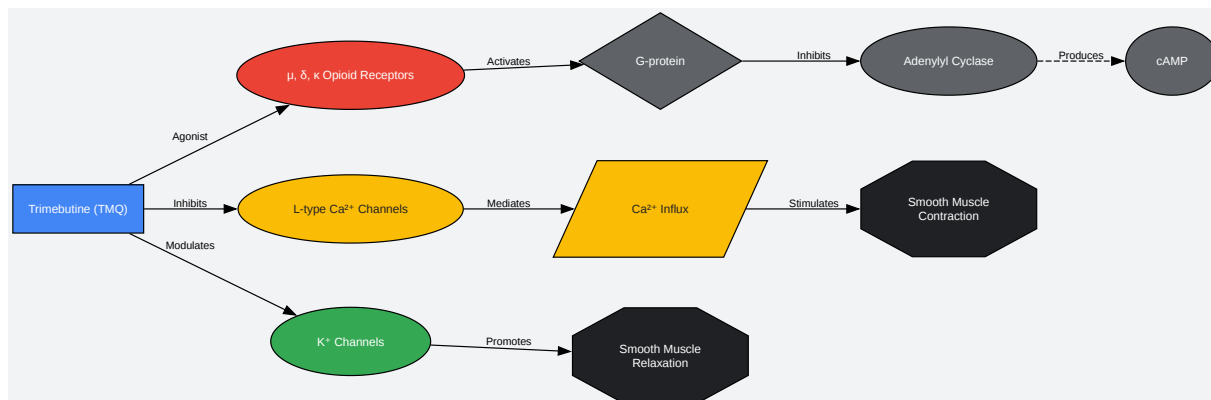 μ, δ, κ Opioid Receptors
Activates
G-protein
Inhibits
Adenylyl Cyclase
Produces
cAMP
Agonist
Trimebutine (TMQ)
Inhibits
L-type Ca²⁺ Channels
Mediates
Ca²⁺ Influx
Stimulates
Smooth Muscle
Contraction
Modulates
K⁺ Channels
Promotes
Smooth Muscle
Relaxation